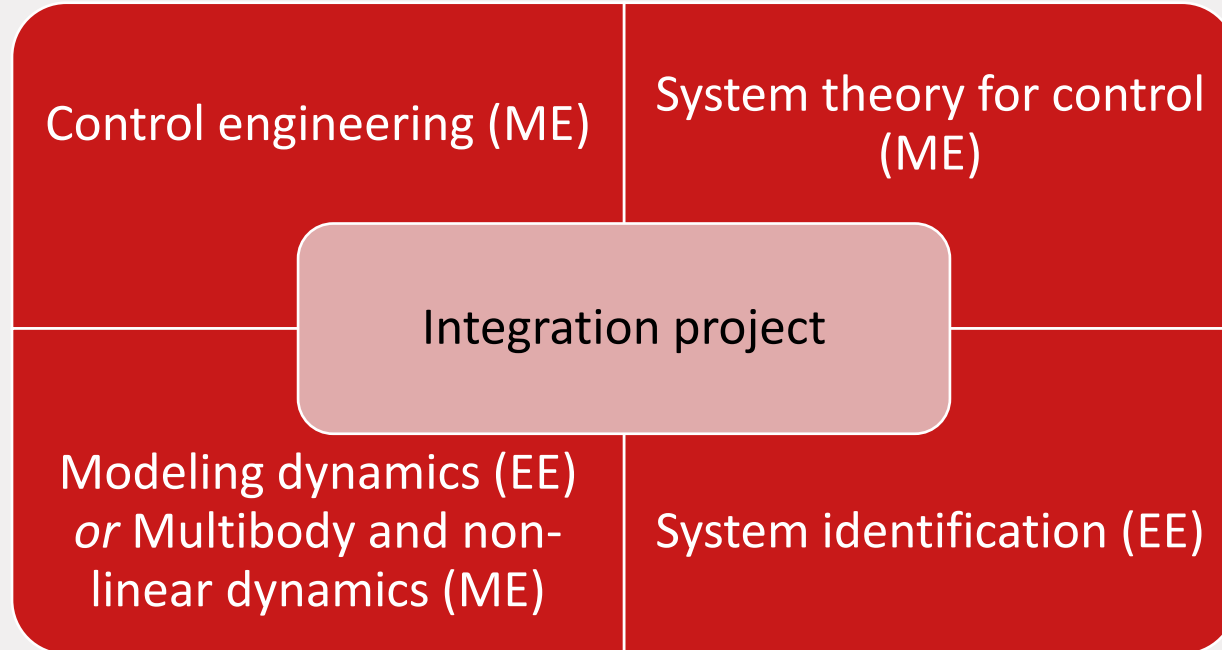 Control engineering (ME)
System theory for control
(ME)
Integration project
Modeling dynamics (EE)
or Multibody and non-
linear dynamics (ME)
System identification (EE)